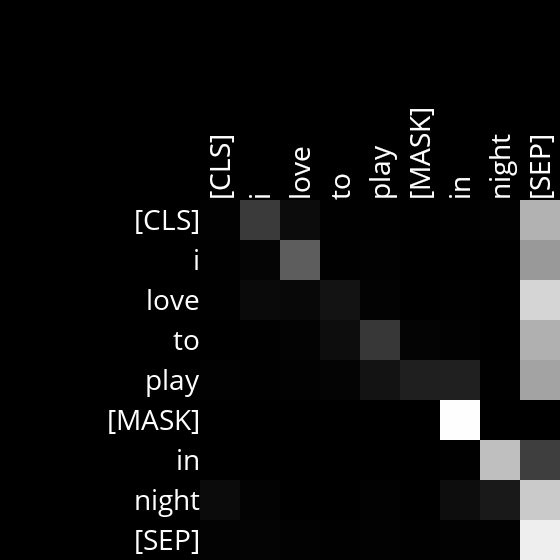 [CLS] i love to play [MASK] in night [SEP]
[CLS]
i
love
to
play
[MASK]
in
night
[SEP]